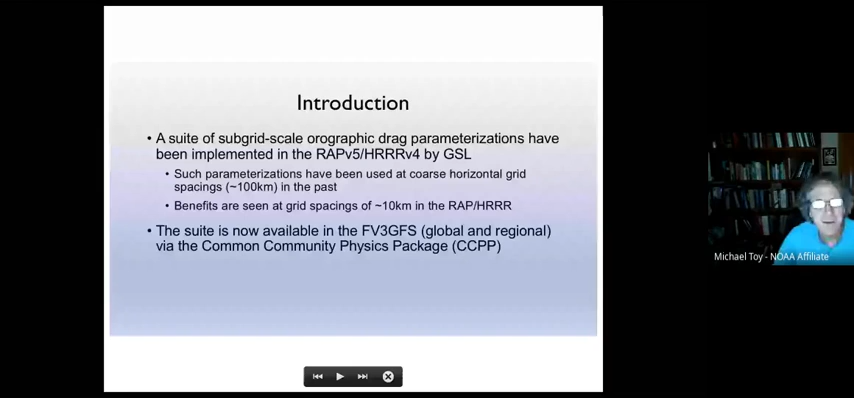 Introduction
• A suite of subgrid-scale orographic drag parameterizations have
been implemented in the RAPv5/HRRRv4 by GSL
• Such parameterizations have been used at coarse horizontal grid
spacings (~100km) in the past
• Benefits are seen at grid spacings of ~10km in the RAP/HRRR
• The suite is now available in the FV3GFS (global and regional)
via the Common Community Physics Package (CCPP)
Michael Toy - NOAA Affiliate